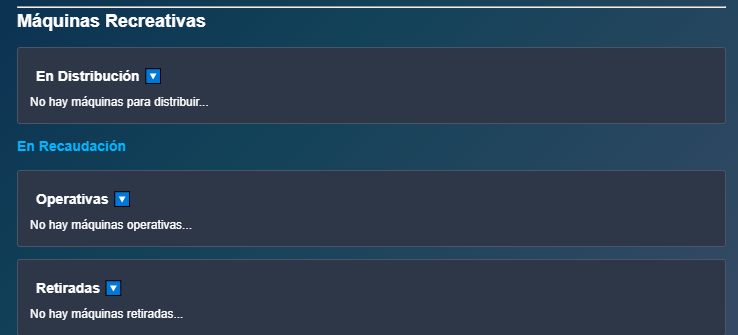 Máquinas Recreativas
En Distribución
No hay máquinas para distribuir...
En Recaudación
Operativas
No hay máquinas operativas...
Retiradas
No hay máquinas retiradas...